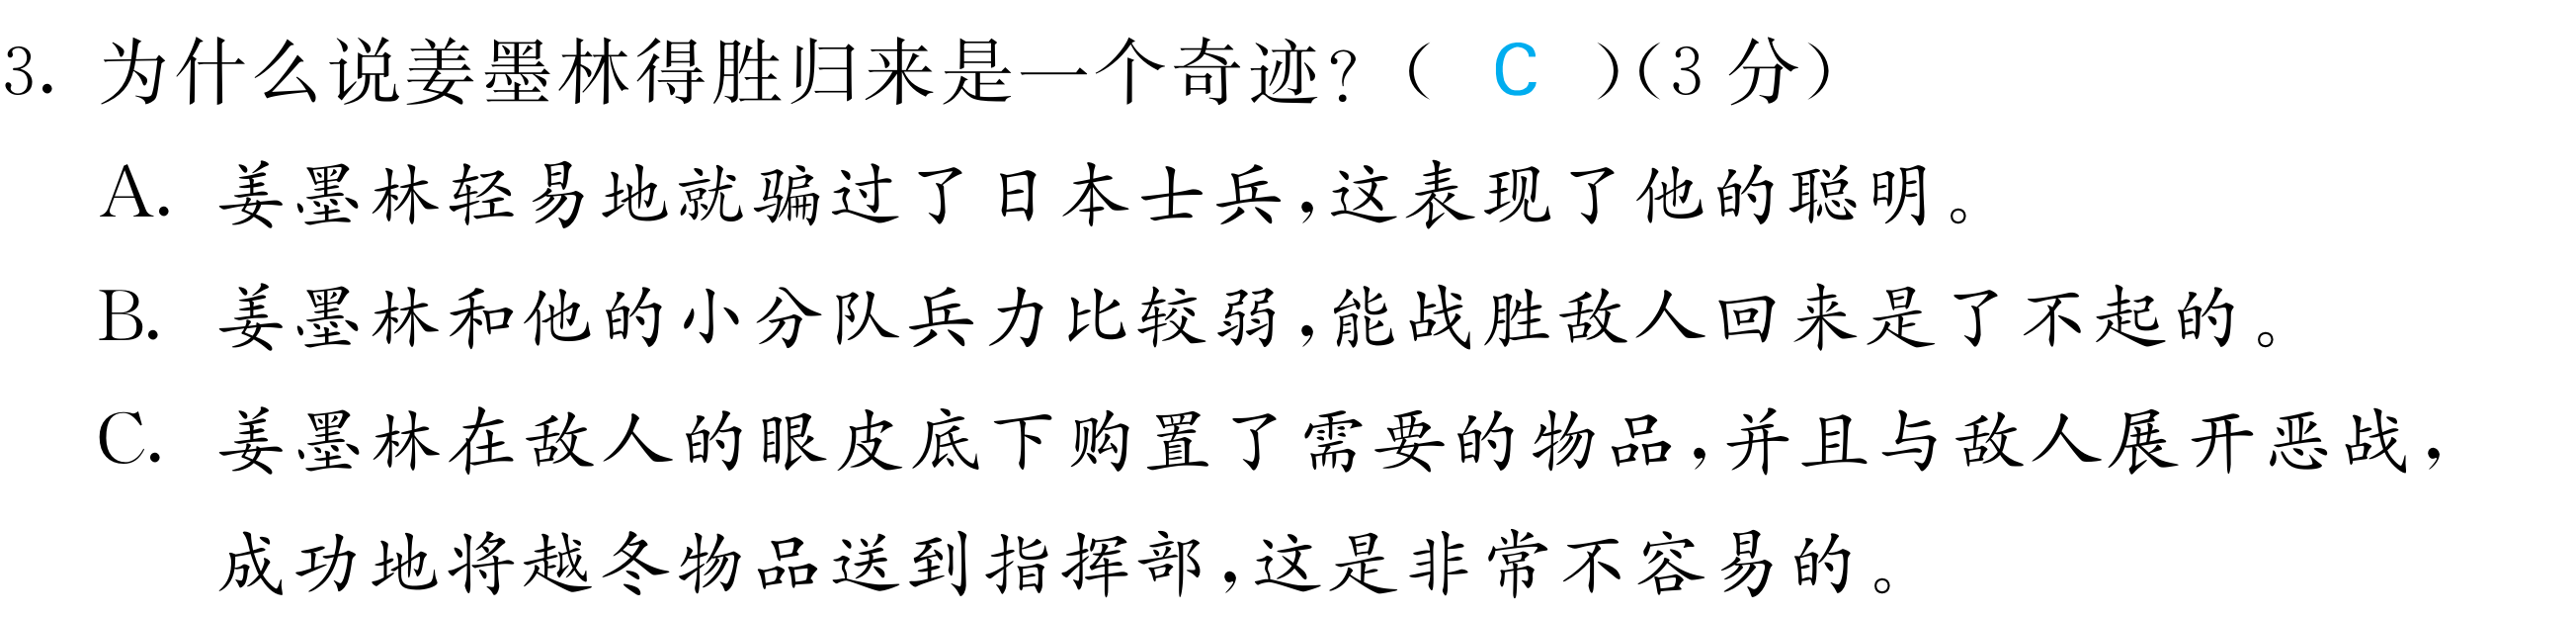 3. 为什么说姜墨林得胜归来是一个奇迹?( C )(3 分)
A. 姜墨林轻易地就骗过了日本士兵,这表现了他的聪明。
B. 姜墨林和他的小分队兵力比较弱,能战胜敌人回来是了不起的。
C. 姜墨林在敌人的眼皮底下购置了需要的物品,并且与敌人展开恶战,
成功地将越冬物品送到指挥部,这是非常不容易的。